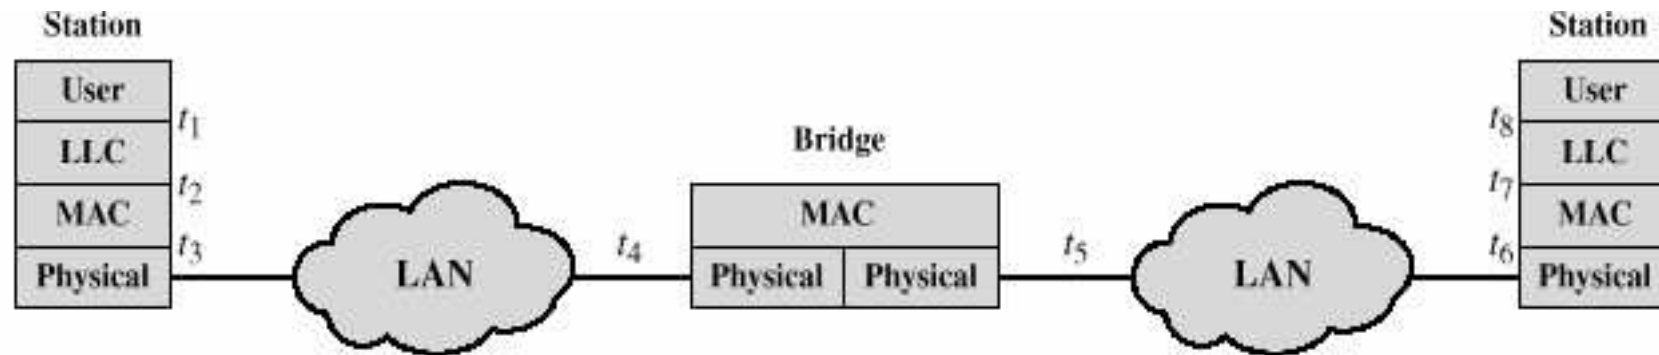 Station
User
t1
LLC
t2
MAC
t3
Physical
LAN
t4
Bridge
MAC
Physical
Physical
t5
LAN
Station
User
t8
LLC
t7
MAC
t6
Physical